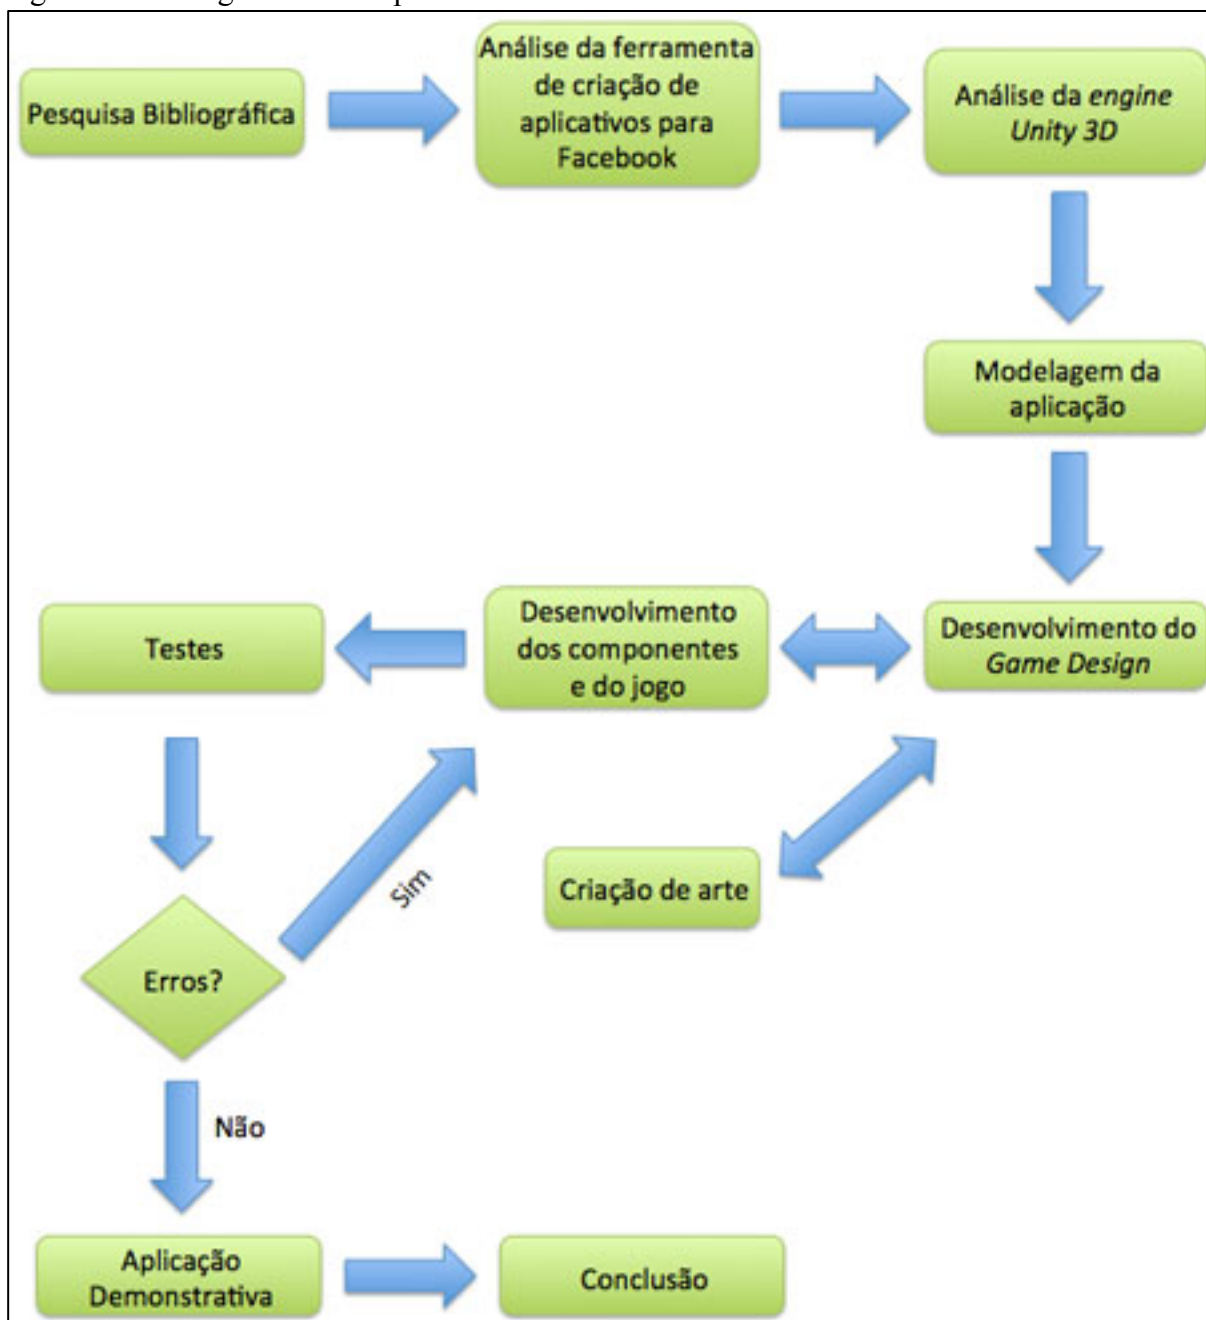 Pesquisa Bibliográfica
Análise da ferramenta
de criação de
aplicativos para
Facebook
Análise da engine
Unity 3D
Modelagem da
aplicação
Desenvolvimento do
Game Design
Desenvolvimento
dos componentes
e do jogo
Testes
Criação de arte
Sim
Erros?
Não
Aplicação
Demonstrativa
Conclusão